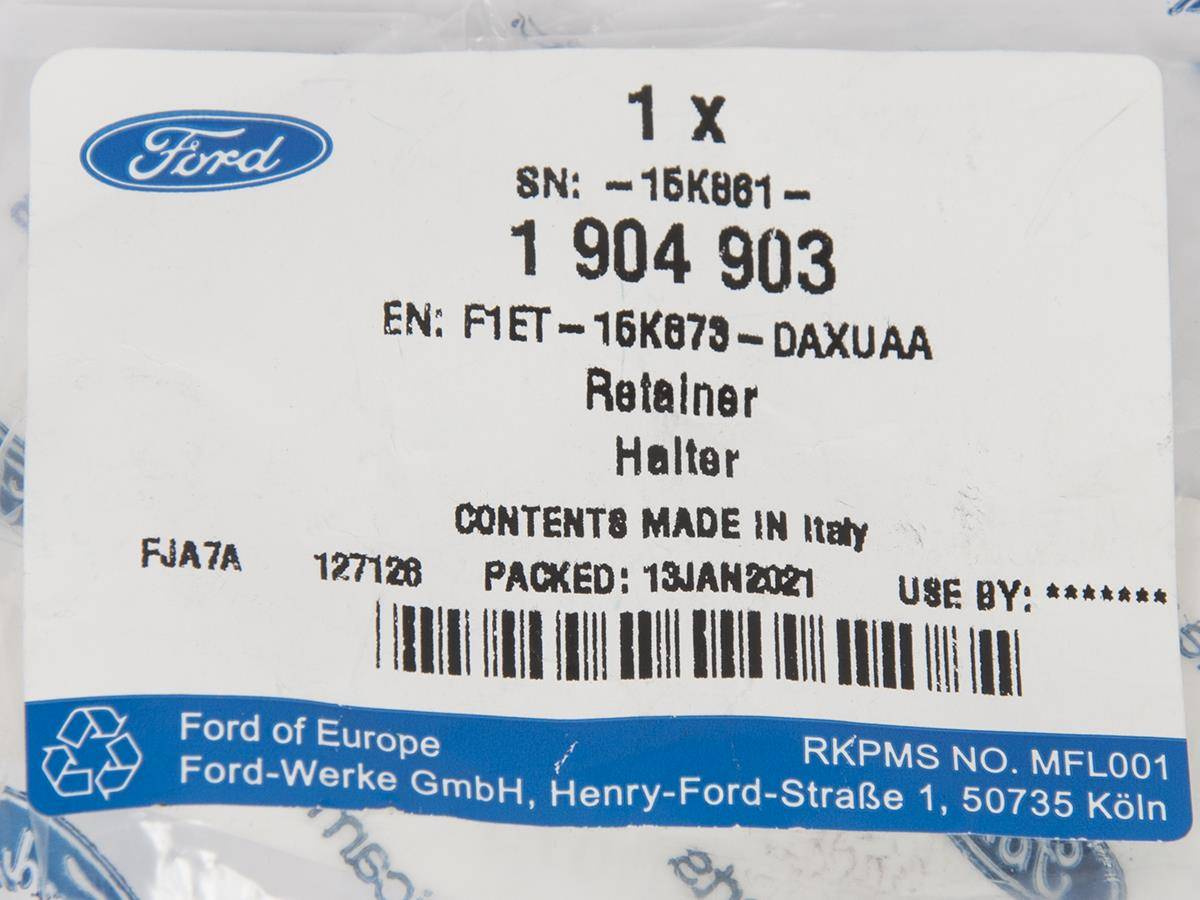 Ford
1 x
SN: -15K861-
1 904 903
EN: F1ET-15K873-DAXUAA
Retainer
Halter
CONTENTS MADE IN Italy
FJA7A 127126 PACKED: 13JAN2021 USE BY: *******
Ford of Europe
RKPMS NO. MFL001
Ford-Werke GmbH, Henry-Ford-Straße 1, 50735 Köln